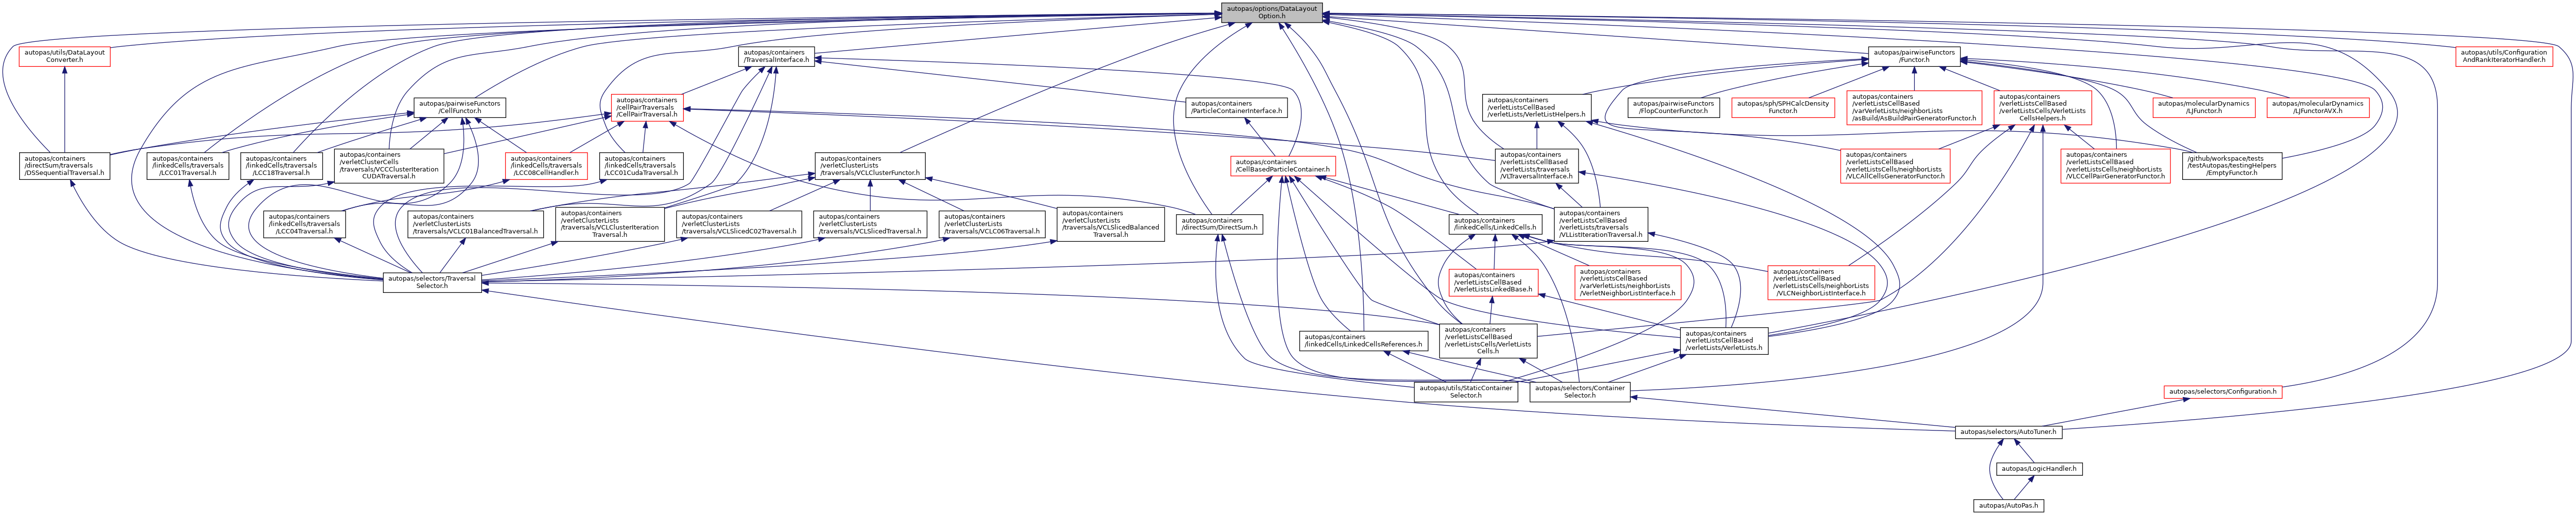 autopas/options/DataLayout
Option.h
autopas/utils/DataLayout
Converter.h
autopas/containers
/TraversalInterface.h
autopas/pairwiseFunctors
/Functor.h
autopas/utils/Configuration
AndRankIteratorHandler.h
autopas/pairwiseFunctors
/CellFunctor.h
autopas/containers
/cellPairTraversals
/CellPairTraversal.h
autopas/containers
/ParticleContainerInterface.h
autopas/containers
/verletListsCellBased
/verletLists/VerletListHelpers.h
autopas/pairwiseFunctors
/FlopCounterFunctor.h
autopas/sph/SPHCalcDensity
Functor.h
autopas/containers
/verletListsCellBased
/varVerletLists/neighborLists
/asBuild/AsBuildPairGeneratorFunctor.h
autopas/containers
/verletListsCellBased
/verletListsCells/VerletLists
CellsHelpers.h
autopas/molecularDynamics
/LJFunctor.h
autopas/molecularDynamics
/LJFunctorAVX.h
autopas/containers
/directSum/traversals
/DSSequentialTraversal.h
autopas/containers
/linkedCells/traversals
/LCC01Traversal.h
autopas/containers
/linkedCells/traversals
/LCC18Traversal.h
autopas/containers
/verletClusterCells
/traversals/VCCClusterIteration
CUDATraversal.h
autopas/containers
/linkedCells/traversals
/LCC08CellHandler.h
autopas/containers
/linkedCells/traversals
/LCC01CudaTraversal.h
autopas/containers
/verletClusterLists
/traversals/VCLClusterFunctor.h
autopas/containers
/CellBasedParticleContainer.h
autopas/containers
/verletListsCellBased
/verletLists/traversals
/VLTraversalInterface.h
autopas/containers
/verletListsCellBased
/verletListsCells/neighborLists
/VLCAllCellsGeneratorFunctor.h
autopas/containers
/verletListsCellBased
/verletListsCells/neighborLists
/VLCCellPairGeneratorFunctor.h
/github/workspace/tests
/testAutopas/testingHelpers
/EmptyFunctor.h
autopas/containers
/linkedCells/traversals
/LCC04Traversal.h
autopas/containers
/verletClusterLists
/traversals/VCLC01BalancedTraversal.h
autopas/containers
/verletClusterLists
/traversals/VCLClusterIteration
Traversal.h
autopas/containers
/verletClusterLists
/traversals/VCLSlicedC02Traversal.h
autopas/containers
/verletClusterLists
/traversals/VCLSlicedTraversal.h
autopas/containers
/verletClusterLists
/traversals/VCLC06Traversal.h
autopas/containers
/verletClusterLists
/traversals/VCLSlicedBalanced
Traversal.h
autopas/containers
/directSum/DirectSum.h
autopas/containers
/linkedCells/LinkedCells.h
autopas/containers
/verletListsCellBased
/verletLists/traversals
/VLListIterationTraversal.h
autopas/selectors/Traversal
Selector.h
autopas/containers
/verletListsCellBased
/VerletListsLinkedBase.h
autopas/containers
/verletListsCellBased
/varVerletLists/neighborLists
/VerletNeighborListInterface.h
autopas/containers
/verletListsCellBased
/verletListsCells/neighborLists
/VLCNeighborListInterface.h
autopas/containers
/linkedCells/LinkedCellsReferences.h
autopas/containers
/verletListsCellBased
/verletListsCells/VerletLists
Cells.h
autopas/containers
/verletListsCellBased
/verletLists/VerletLists.h
autopas/utils/StaticContainer
Selector.h
autopas/selectors/Container
Selector.h
autopas/selectors/Configuration.h
autopas/selectors/AutoTuner.h
autopas/LogicHandler.h
autopas/AutoPas.h